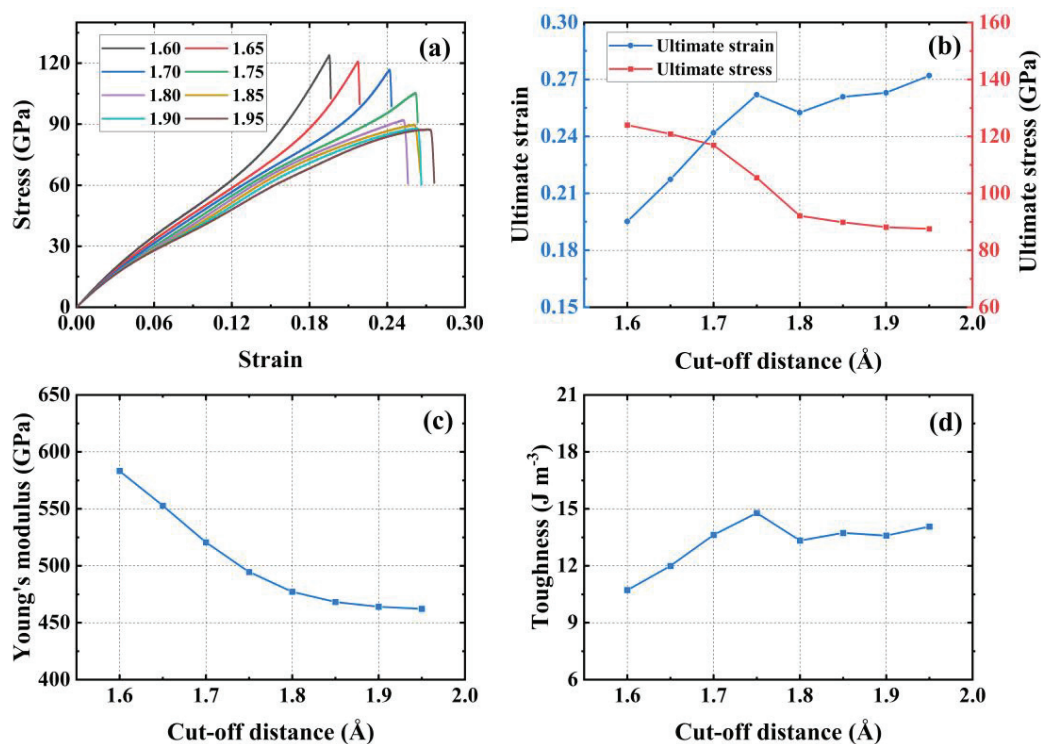 (a)
1.60 1.65
1.70 1.75
1.80 1.85
1.90 1.95
Stress (GPa)
120
90
60
30
0
0.00 0.06 0.12 0.18 0.24 0.30
Strain
(b)
Ultimate strain
Ultimate stress
Ultimate strain
0.30
0.27
0.24
0.21
0.18
0.15
160
140
120
100
80
60
Ultimate stress (GPa)
1.6 1.7 1.8 1.9 2.0
Cut-off distance (Å)
(c)
Young's modulus (GPa)
650
600
550
500
450
400
1.6 1.7 1.8 1.9 2.0
Cut-off distance (Å)
(d)
Toughness (J m⁻³)
21
18
15
12
9
6
1.6 1.7 1.8 1.9 2.0
Cut-off distance (Å)